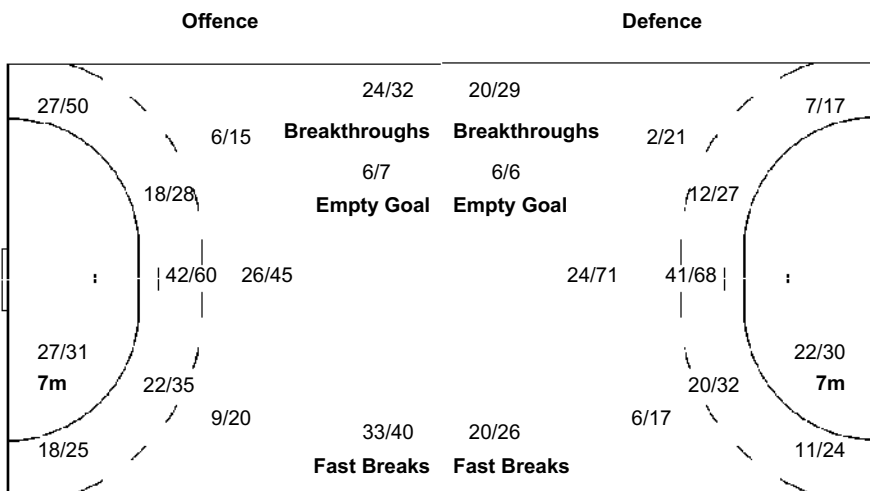 Offence Defence
24/32 20/29
27/50 7/17
6/15 Breakthroughs Breakthroughs 2/21
6/7 6/6
18/28 Empty Goal Empty Goal 12/27
42/60 26/45 24/71 41/68
27/31 22/30
7m 22/35 20/32 7m
9/20 6/17
33/40 20/26
18/25 11/24
Fast Breaks Fast Breaks